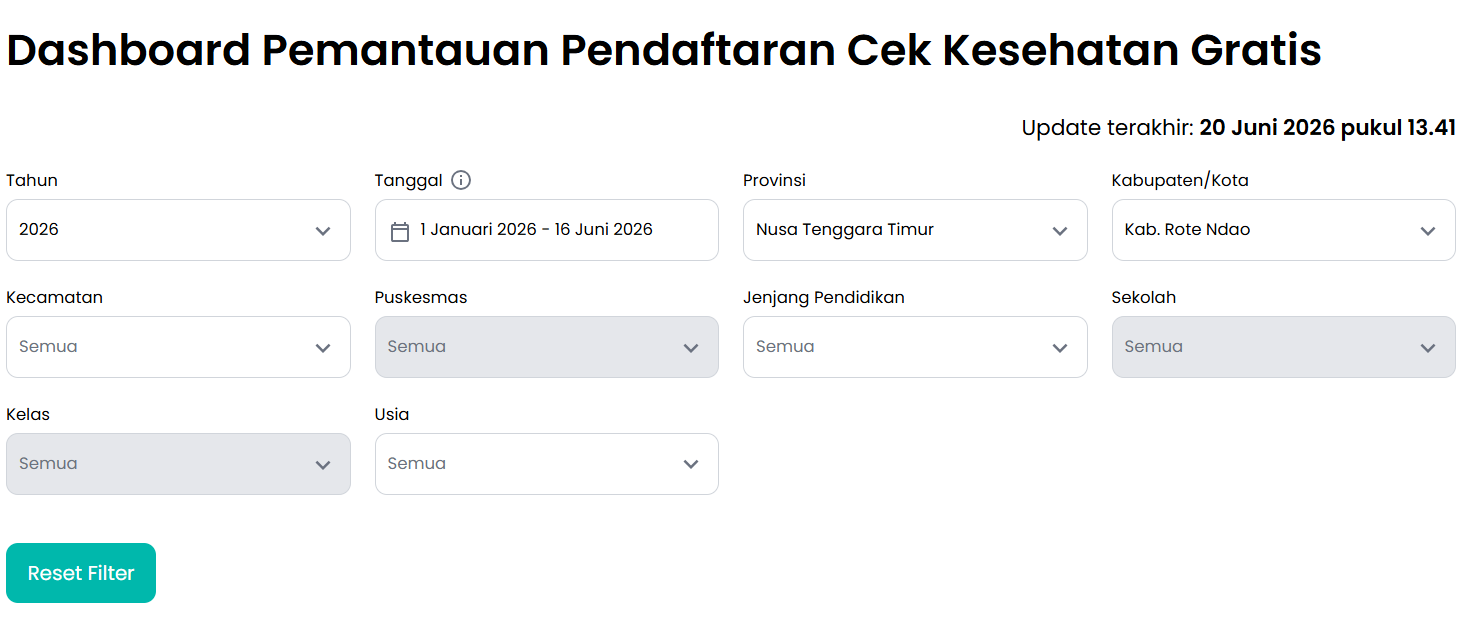 Dashboard Pemantauan Pendaftaran Cek Kesehatan Gratis
Update terakhir: 20 Juni 2026 pukul 13.41
Tahun
2026
Tanggal
1 Januari 2026 - 16 Juni 2026
Provinsi
Nusa Tenggara Timur
Kabupaten/Kota
Kab. Rote Ndao
Kecamatan
Semua
Puskesmas
Semua
Jenjang Pendidikan
Semua
Sekolah
Semua
Kelas
Semua
Usia
Semua
Reset Filter